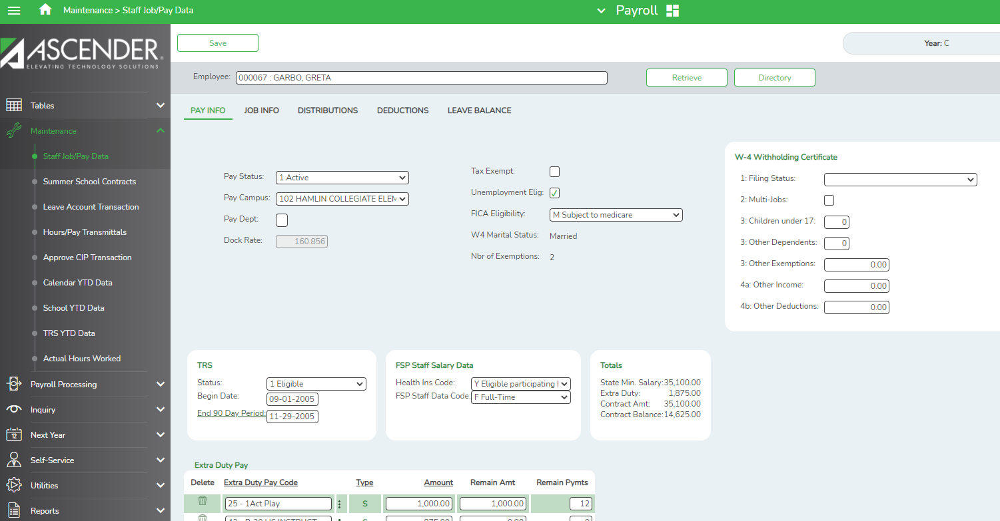 Maintenance > Staff Job/Pay Data
Payroll
ASCENDER®
ELEVATING TECHNOLOGY SOLUTIONS
Save
Year: C
Employee: 000067 : GARBO, GRETA
Retrieve
Directory
Tables
Maintenance
Staff Job/Pay Data
Summer School Contracts
Leave Account Transaction
Hours/Pay Transmittals
Approve CIP Transaction
Calendar YTD Data
School YTD Data
TRS YTD Data
Actual Hours Worked
Payroll Processing
Inquiry
12
Next Year
Self-Service
Utilities
Reports
PAY INFO JOB INFO DISTRIBUTIONS DEDUCTIONS LEAVE BALANCE
Pay Status: 1 Active
Pay Campus: 102 HAMLIN COLLEGIATE ELEM
Pay Dept:
Dock Rate: 160.856
Tax Exempt:
Unemployment Elig:
FICA Eligibility: M Subject to medicare
W4 Marital Status: Married
Nbr of Exemptions: 2
W-4 Withholding Certificate
1: Filing Status:
2: Multi-Jobs:
3: Children under 17: 0
3: Other Dependents: 0
3: Other Exemptions: 0.00
4a: Other Income: 0.00
4b: Other Deductions: 0.00
TRS
Status: 1 Eligible
Begin Date: 09-01-2005
End 90 Day Period: 11-29-2005
FSP Staff Salary Data
Health Ins Code: Y Eligible participating
FSP Staff Data Code: F Full-Time
Totals
State Min. Salary: 35,100.00
Extra Duty: 1,875.00
Contract Amt: 35,100.00
Contract Balance: 14,625.00
Extra Duty Pay
Delete Extra Duty Pay Code Type Amount Remain Amt Remain Pymts
25 - 1Act Play S 1,000.00 1,000.00 12